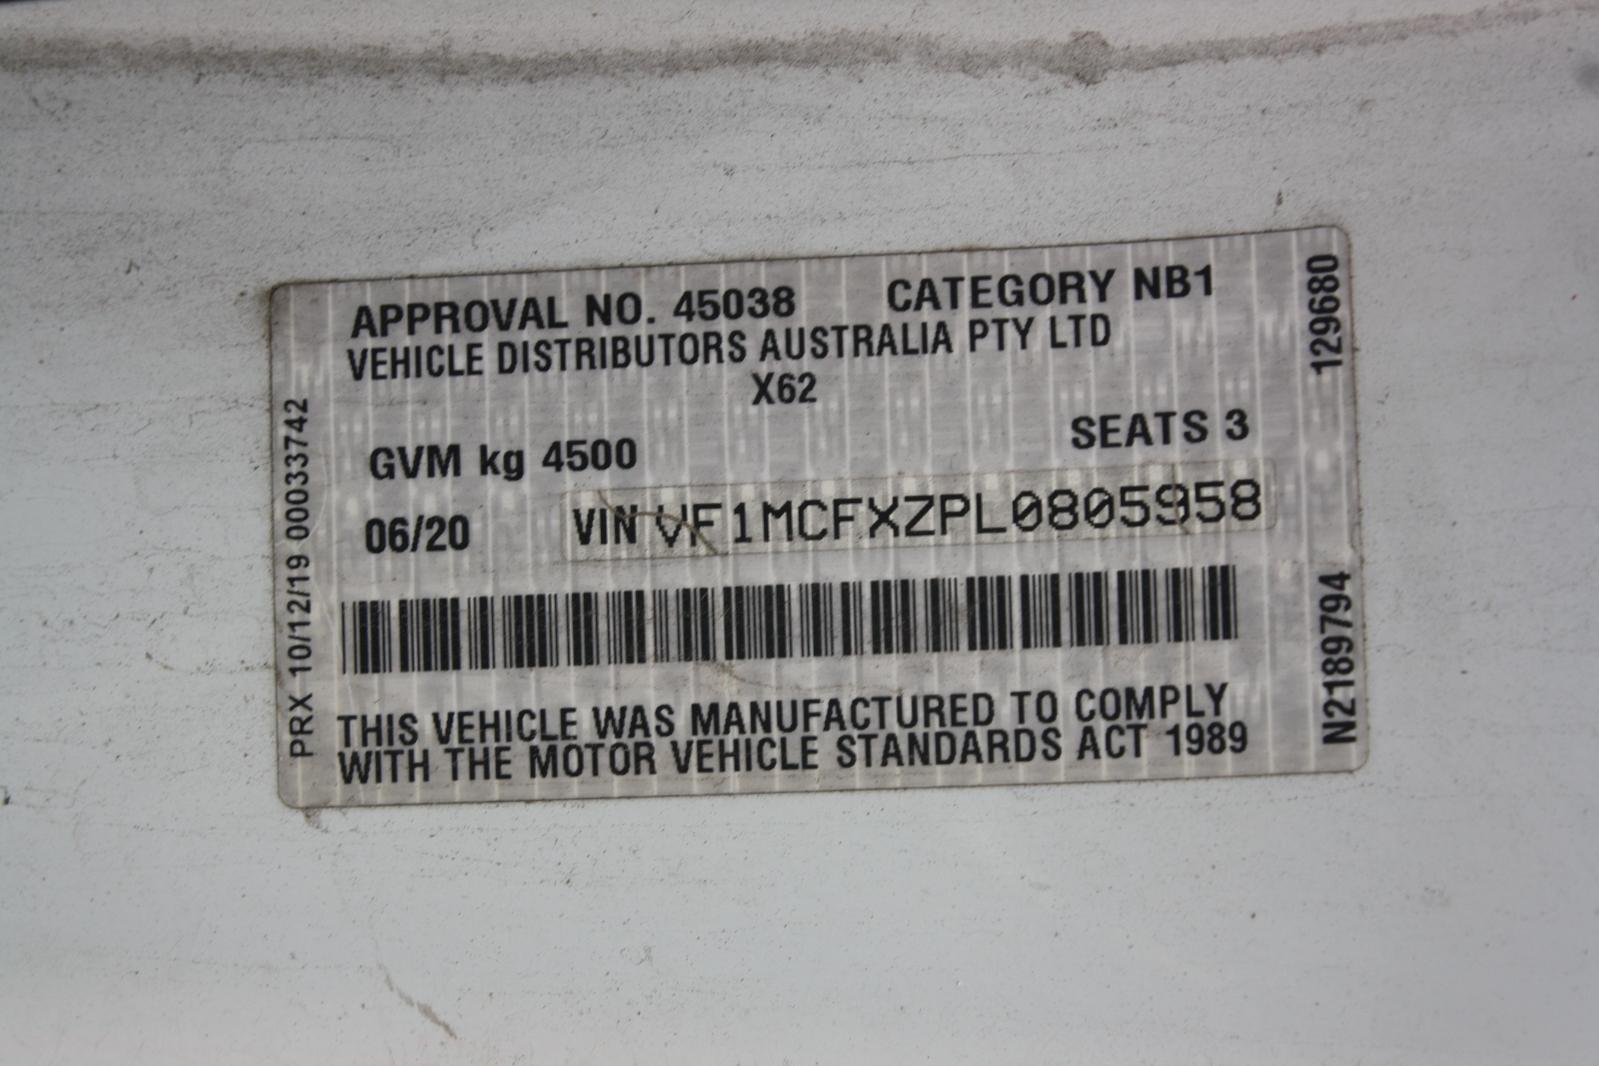 APPROVAL NO. 45038 CATEGORY NB1
VEHICLE DISTRIBUTORS AUSTRALIA PTY LTD
X62
GVM kg 4500 SEATS 3
06/20 VIN VF1MCFXZPL0805958
THIS VEHICLE WAS MANUFACTURED TO COMPLY
WITH THE MOTOR VEHICLE STANDARDS ACT 1989
PRX 10/12/19 00033742
129680
N2189794